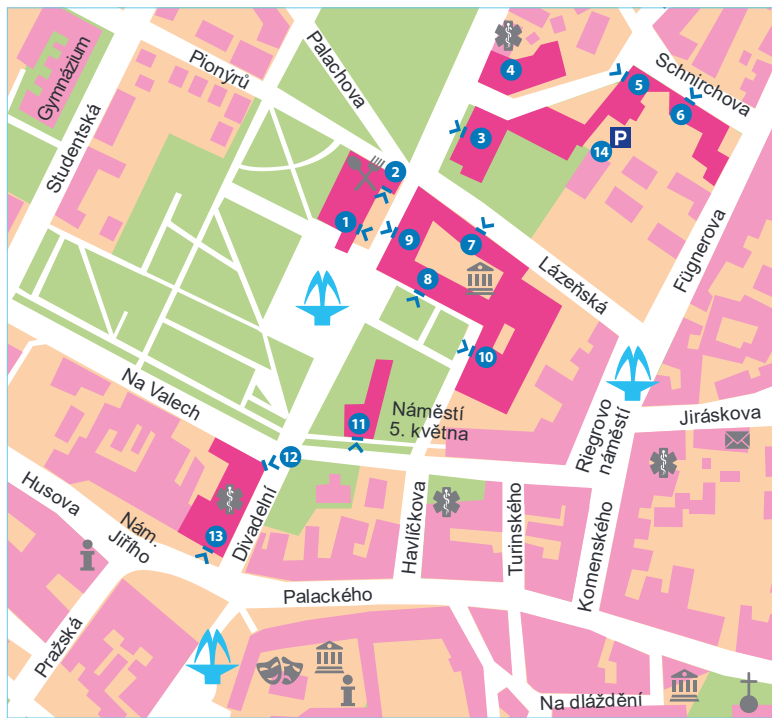 Gymnázium
Studentská
Pionýrů
Palachova
Schnirchova
4
5
6
3
14
P
2
1
9
7
8
Lázeňská
Fügnerova
10
Na Valech
11
Náměstí
5. května
Riegrovo
náměstí
Jiráskova
12
Husova
Nám.
Jiřího
13
Divadelní
Havlíčkova
Turinského
Komenského
Palackého
Pražská
Na dláždění